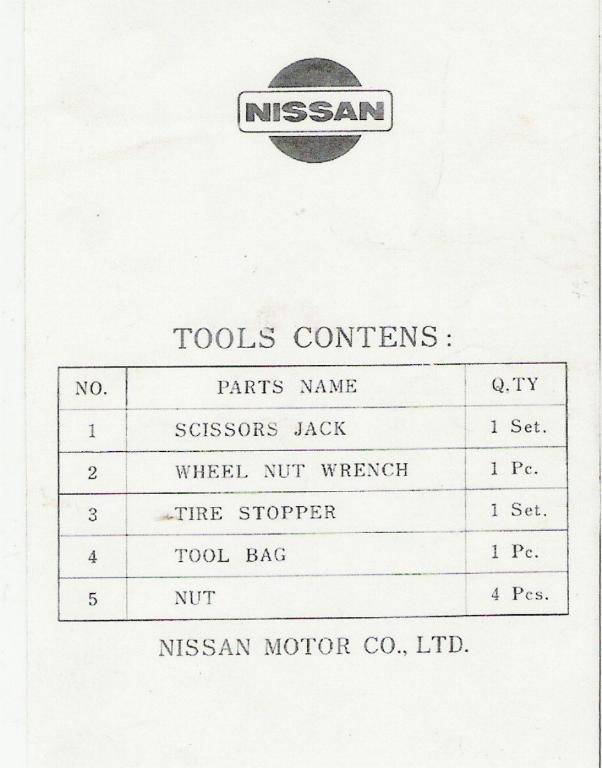 NISSAN
TOOLS CONTENS:
NO. PARTS NAME Q,TY
1 SCISSORS JACK 1 Set.
2 WHEEL NUT WRENCH 1 Pc.
3 TIRE STOPPER 1 Set.
4 TOOL BAG 1 Pc.
5 NUT 4 Pcs.
NISSAN MOTOR CO., LTD.